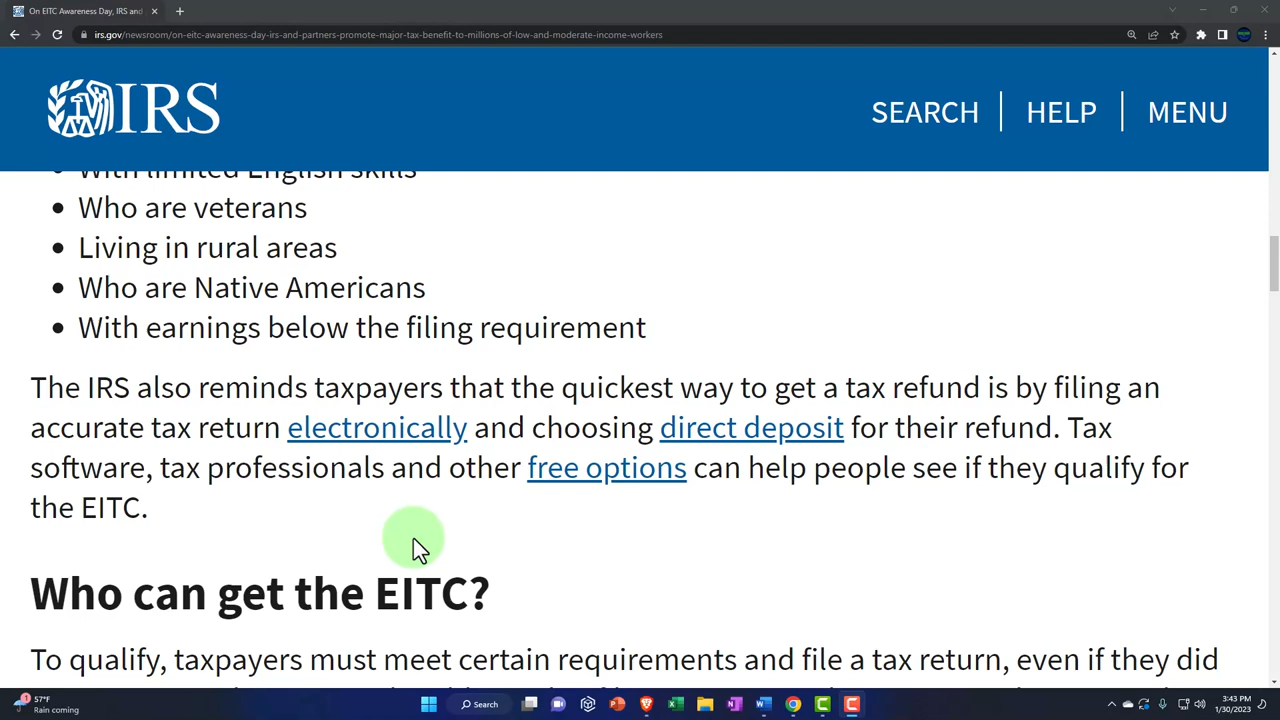 On EITC Awareness Day, IRS and
irs.gov/newsroom/on-eitc-awareness-day-irs-and-partners-promote-major-tax-benefit-to-millions-of-low-and-moderate-income-workers
IRS
SEARCH
HELP
MENU
With limited English skills
Who are veterans
Living in rural areas
Who are Native Americans
With earnings below the filing requirement
The IRS also reminds taxpayers that the quickest way to get a tax refund is by filing an
accurate tax return electronically and choosing direct deposit for their refund. Tax
software, tax professionals and other free options can help people see if they qualify for
the EITC.
Who can get the EITC?
To qualify, taxpayers must meet certain requirements and file a tax return, even if they did
1
57°F
Rain coming
Search
3:43 PM
1/30/2023